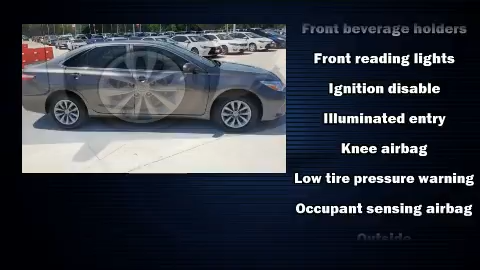 Front beverage holders
Front reading lights
Ignition disable
Illuminated entry
Knee airbag
Low tire pressure warning
Occupant sensing airbag
Outside